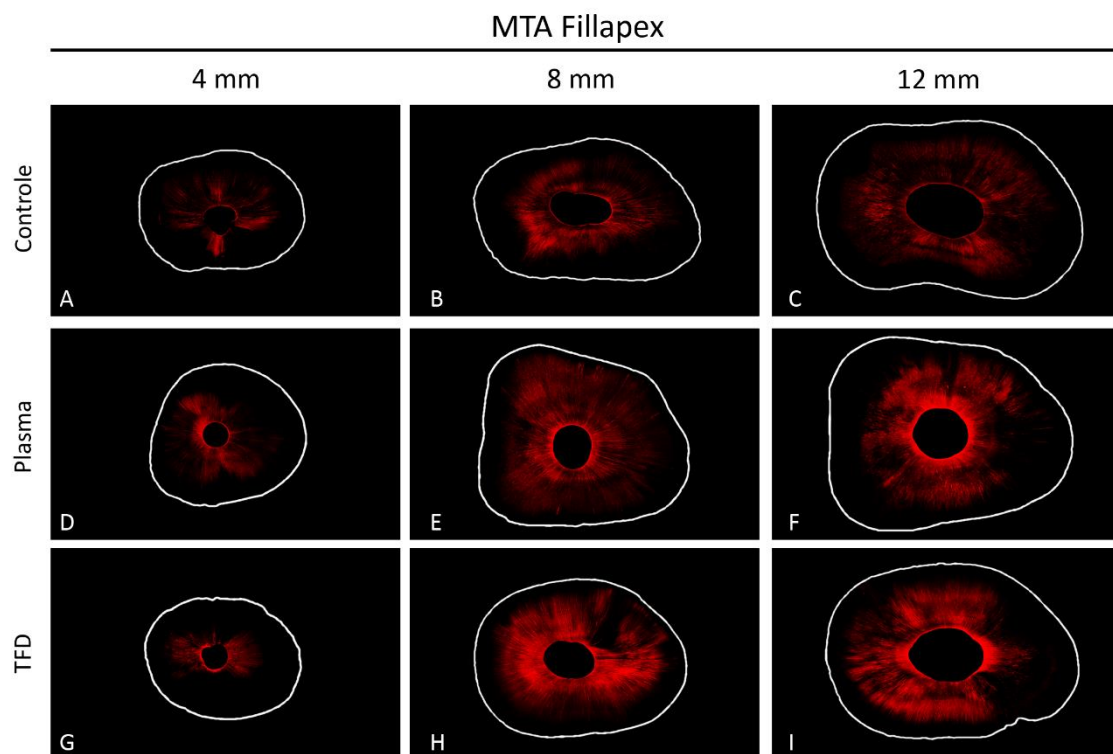 MTA Fillapex
4 mm 8 mm 12 mm
Controle
A B C
Plasma
D E F
TFD
G H I